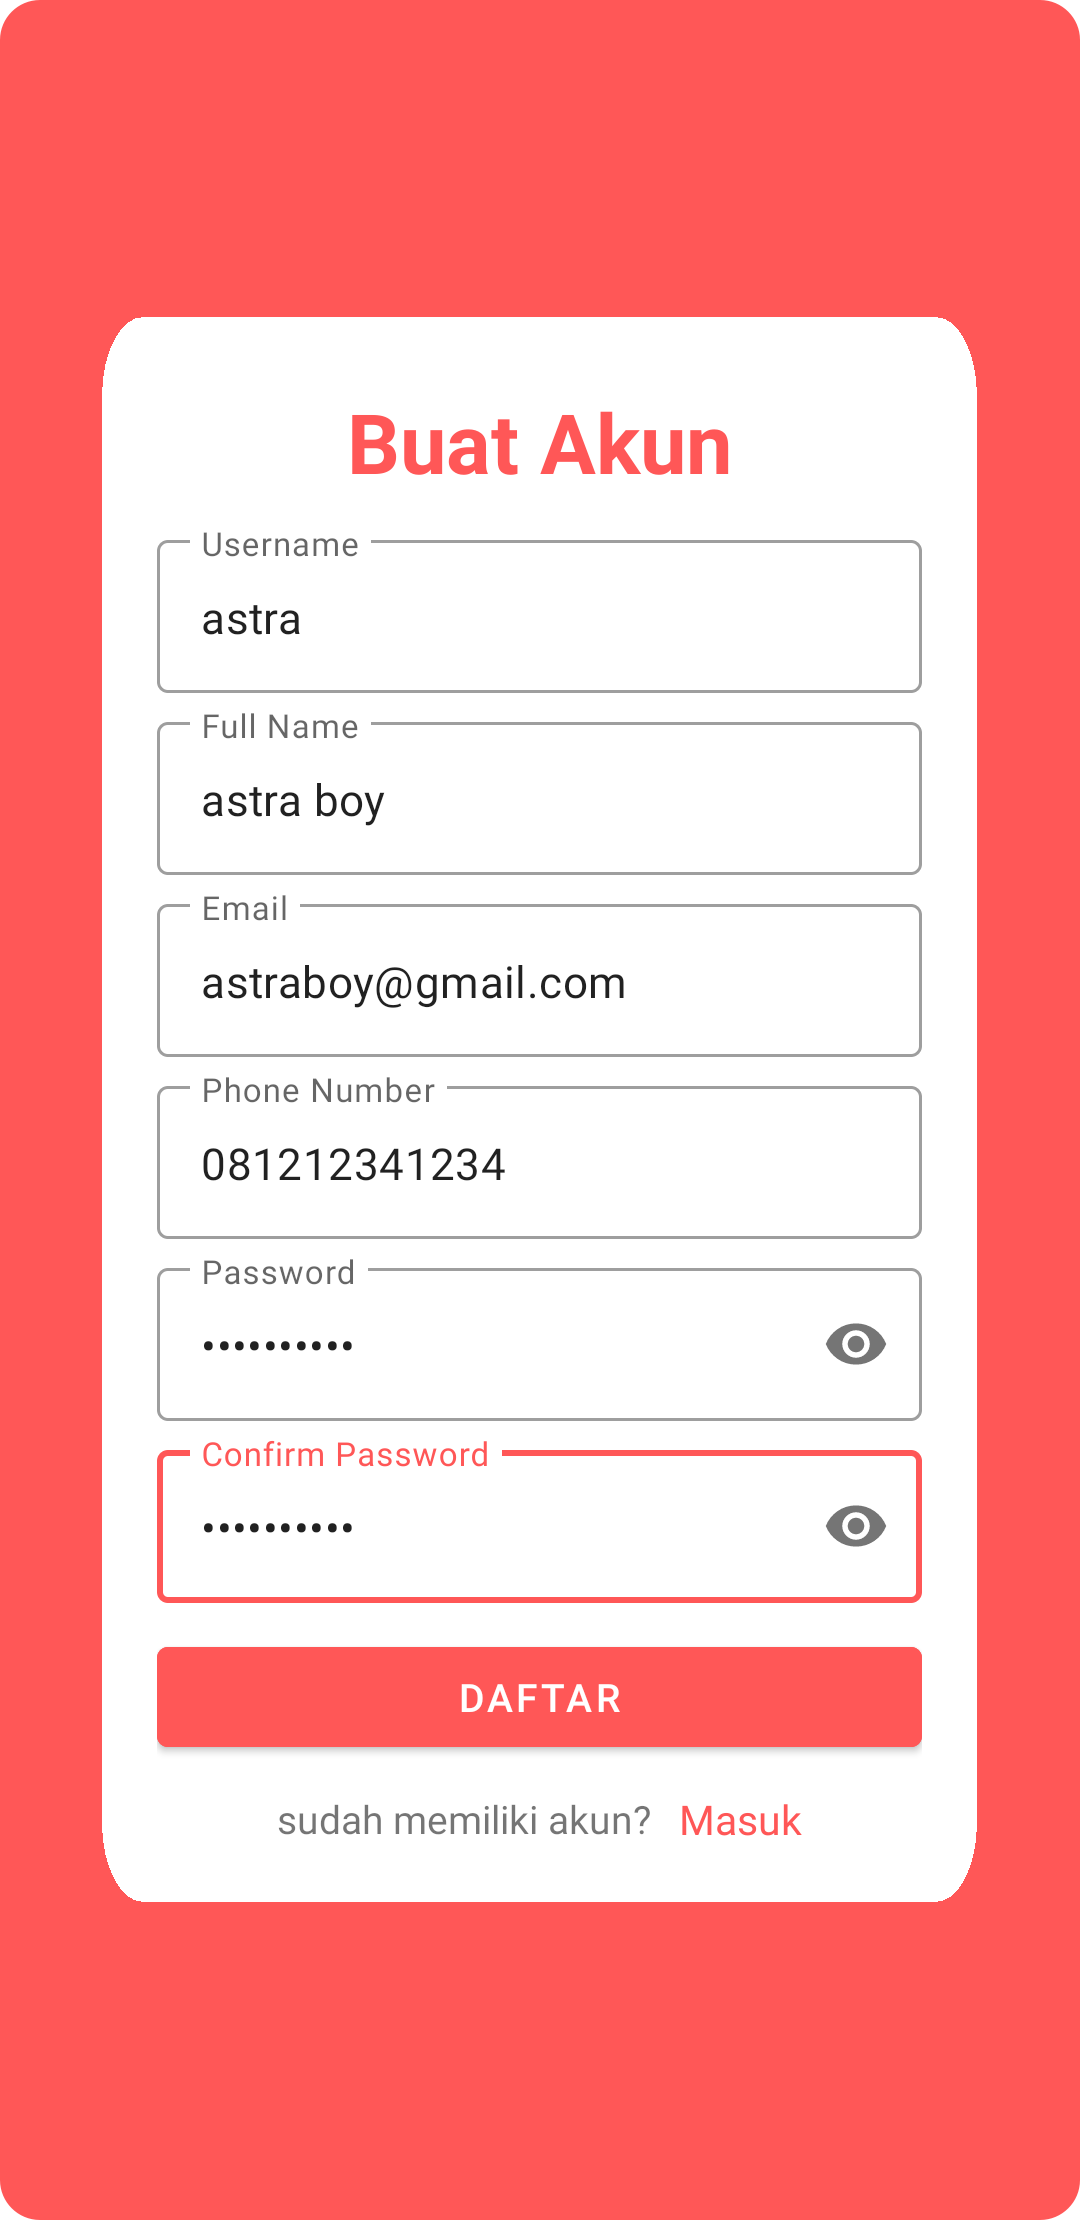 Buat Akun
Username
astra
Full Name
astra boy
Email
astraboy@gmail.com
Phone Number
081212341234
Password
••••••••••
Confirm Password
••••••••••
DAFTAR
sudah memiliki akun? Masuk